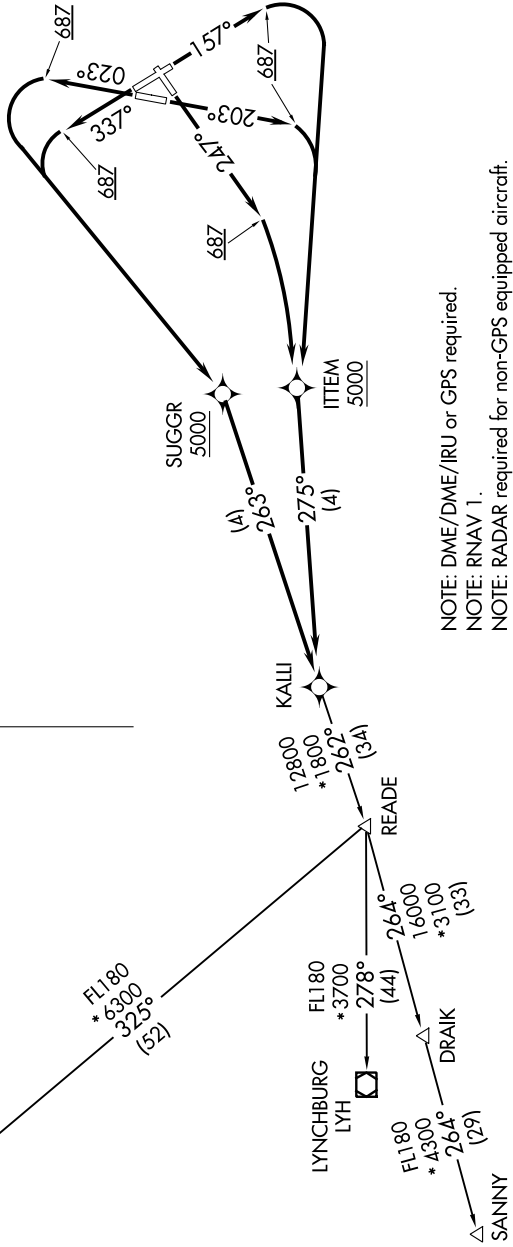 687
023°
157°
687
337°
203°
247°
687
687
SUGGR
5000
ITTEM
5000
(4)
263°
275°
(4)
KALLI
12800
*1800
262°
(34)
READE
FL180
*6300
325°
(52)
FL180
*3700
278°
(44)
264°
16000
*3100
(33)
LYNCHBURG
LYH
DRAIK
FL180
*4300
264°
(29)
SANNY
NOTE: DME/DME/IRU or GPS required.
NOTE: RNAV 1.
NOTE: RADAR required for non-GPS equipped aircraft.